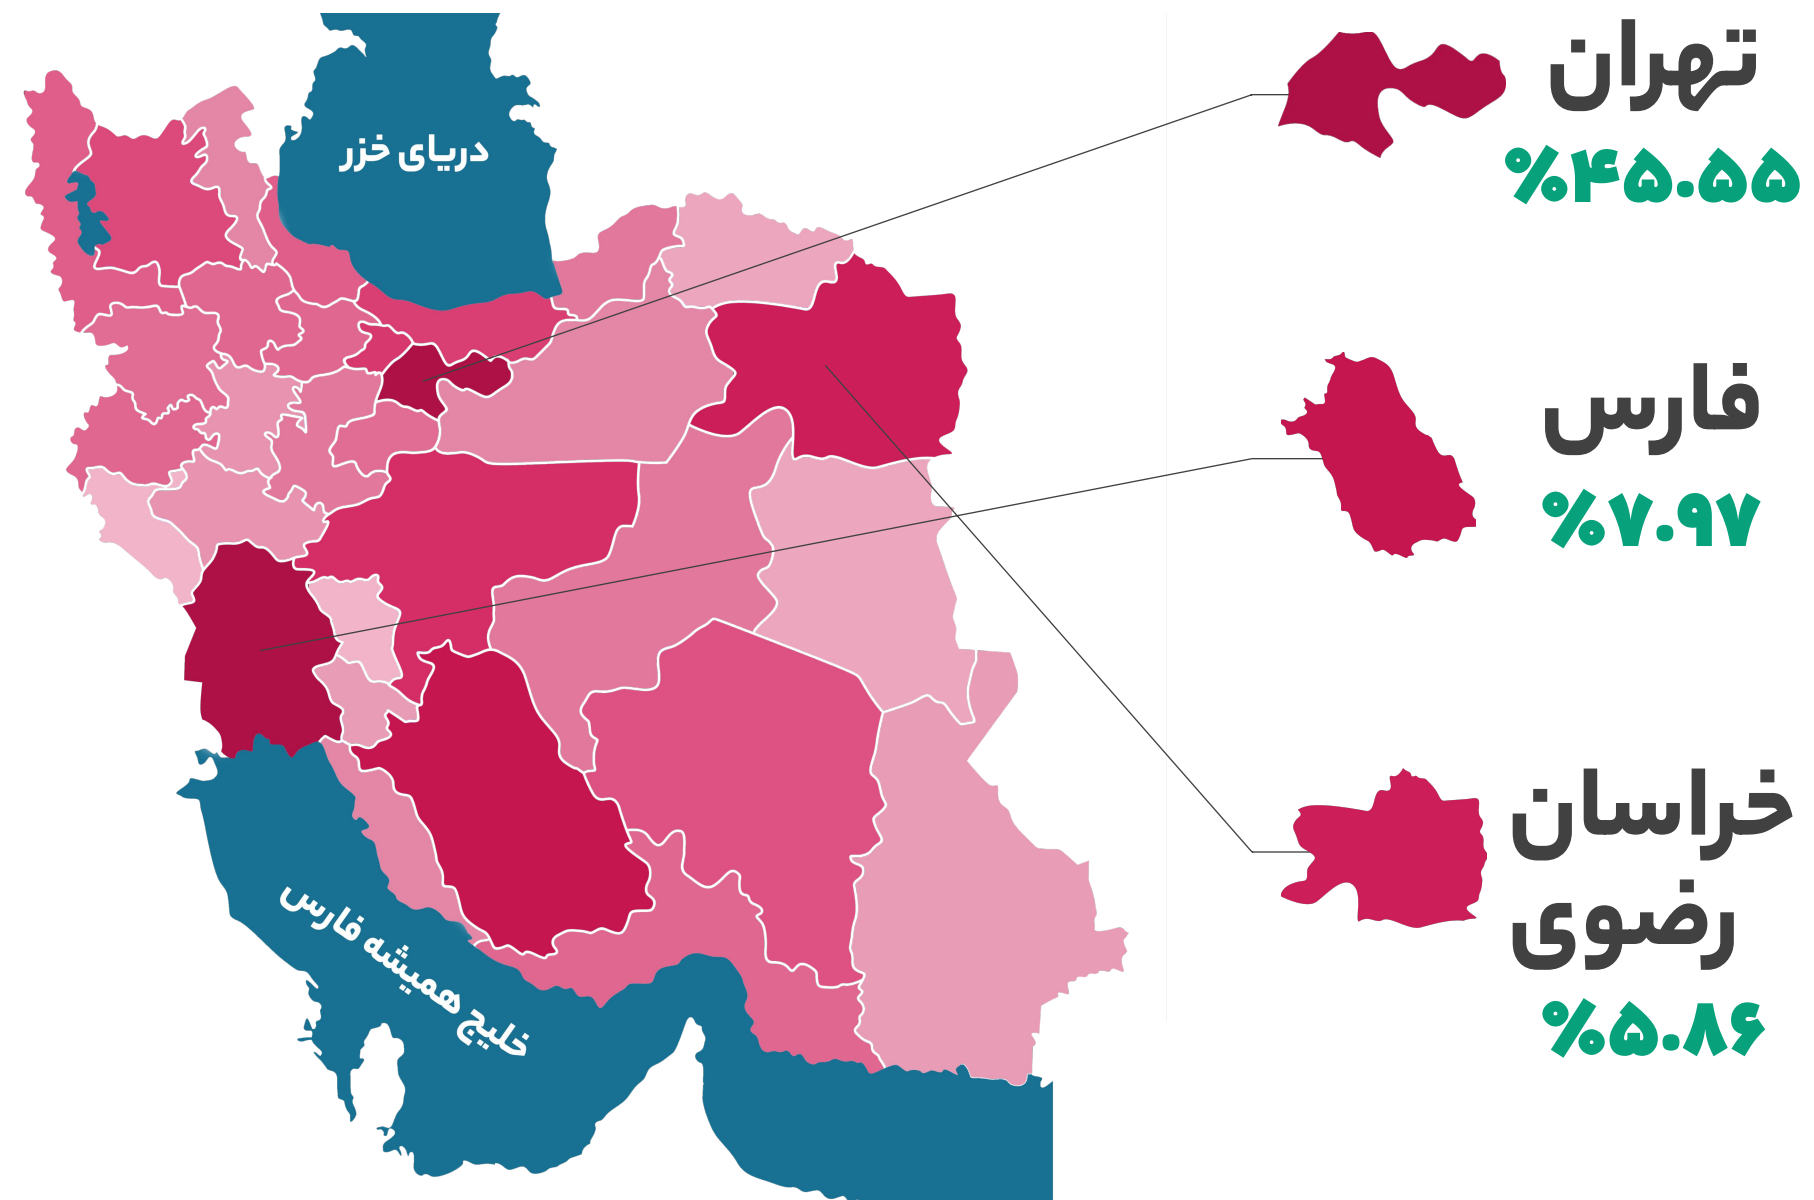 تهران
%۴۵.۵۵
دریای خزر
فارس
%۷.۹۷
خراسان
رضوی
%۵.۸۶
خلیج همیشه فارس